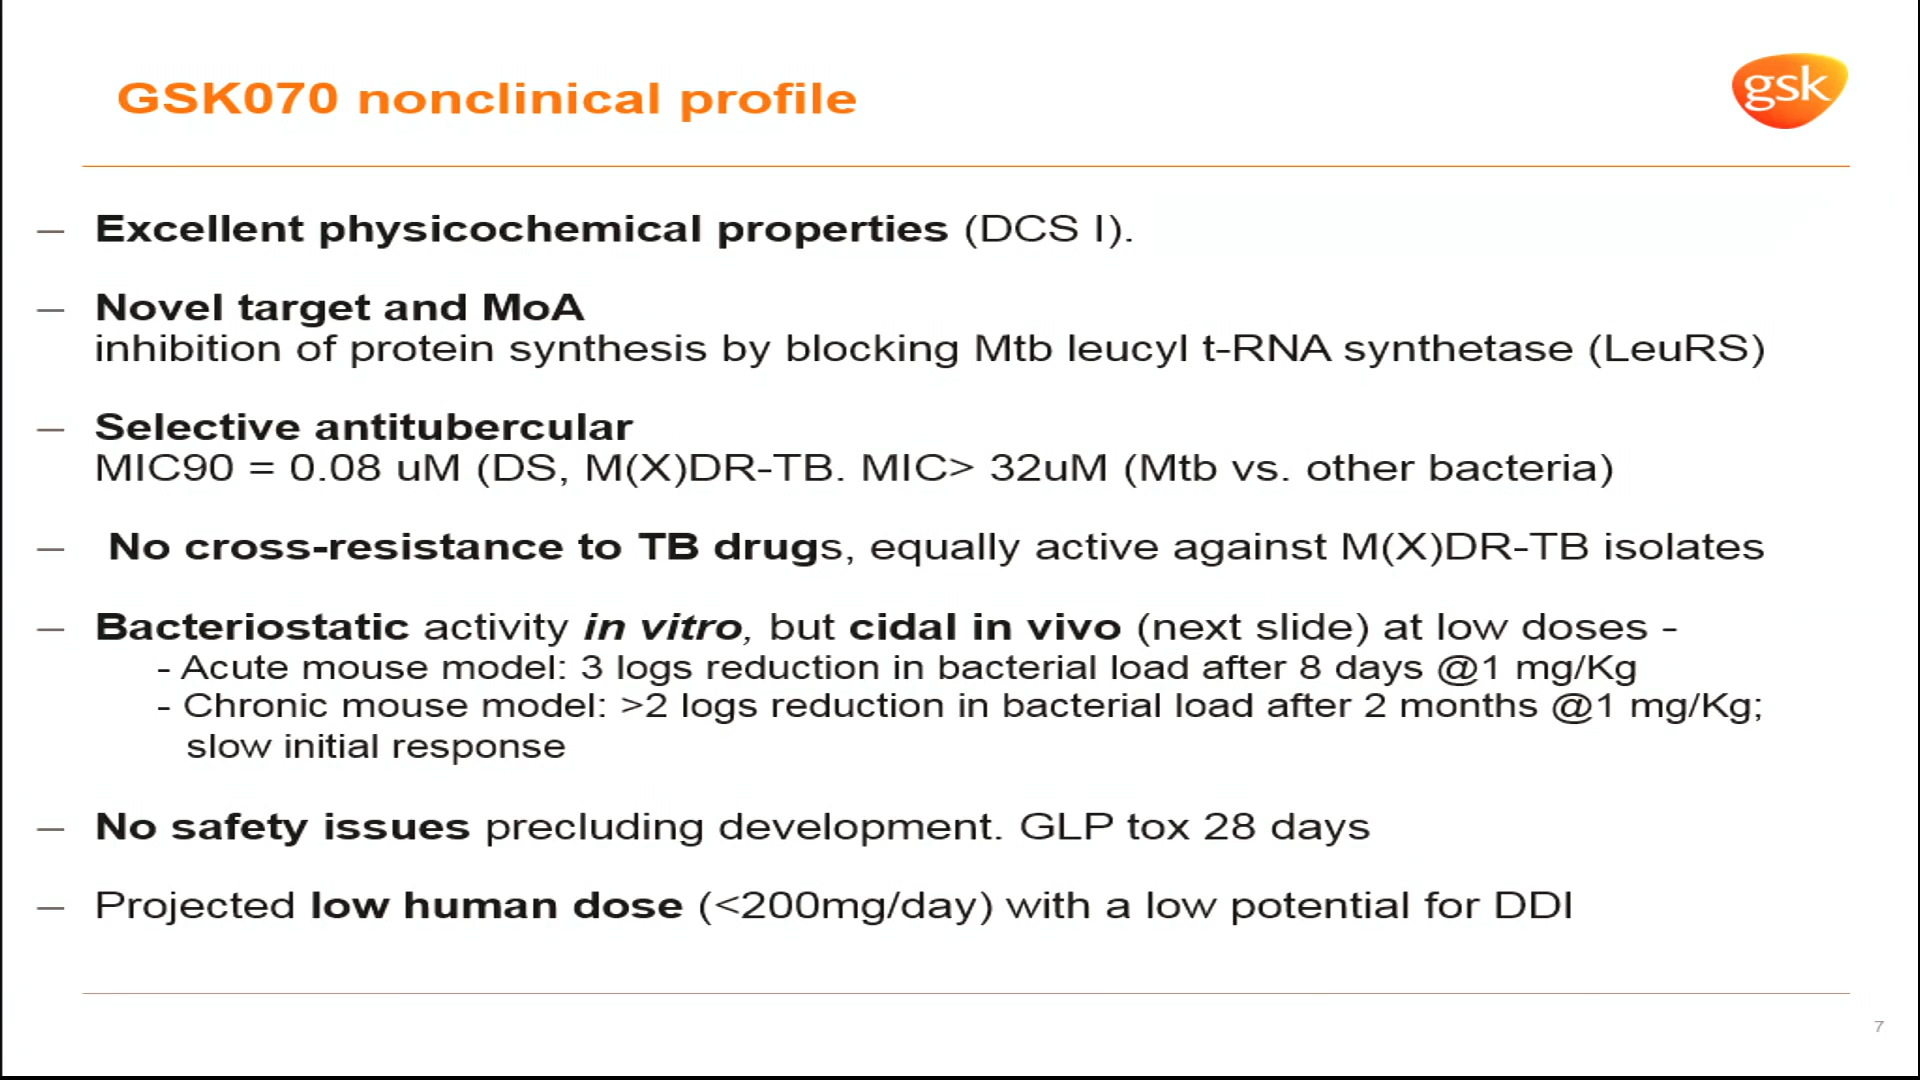 GSK070 nonclinical profile
gsk
– Excellent physicochemical properties (DCS I).
– Novel target and MoA
inhibition of protein synthesis by blocking Mtb leucyl t-RNA synthetase (LeuRS)
– Selective antitubercular
MIC90 = 0.08 uM (DS, M(X)DR-TB. MIC> 32uM (Mtb vs. other bacteria)
– No cross-resistance to TB drugs, equally active against M(X)DR-TB isolates
– Bacteriostatic activity in vitro, but cidal in vivo (next slide) at low doses -
- Acute mouse model: 3 logs reduction in bacterial load after 8 days @1 mg/Kg
- Chronic mouse model: >2 logs reduction in bacterial load after 2 months @1 mg/Kg;
slow initial response
– No safety issues precluding development. GLP tox 28 days
– Projected low human dose (<200mg/day) with a low potential for DDI
7